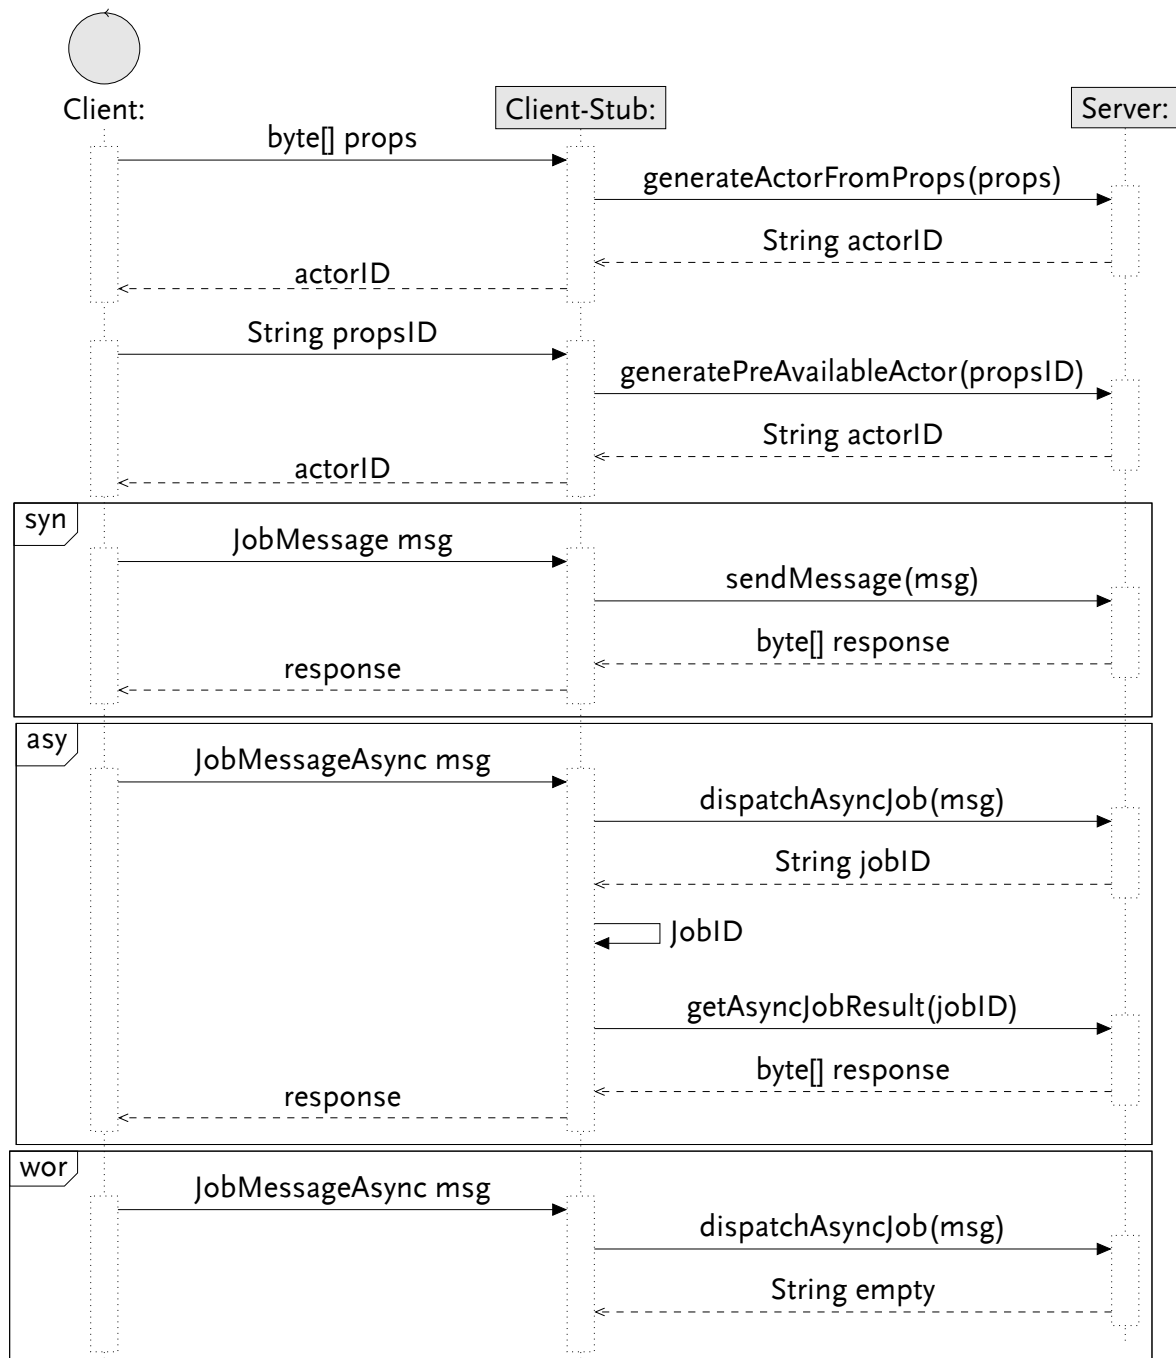 Client:
Client-Stub:
Server:
byte[] props
generateActorFromProps(props)
String actorID
actorID
String propsID
generatePreAvailableActor(propsID)
String actorID
actorID
syn
JobMessage msg
sendMessage(msg)
byte[] response
response
asy
JobMessageAsync msg
dispatchAsyncJob(msg)
String jobID
JobID
getAsyncJobResult(jobID)
byte[] response
response
wor
JobMessageAsync msg
dispatchAsyncJob(msg)
String empty